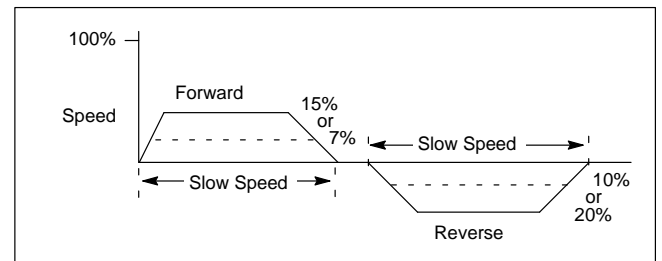 100%
Forward
15%
or
7%
Speed
Slow Speed
Slow Speed
10%
or
20%
Reverse